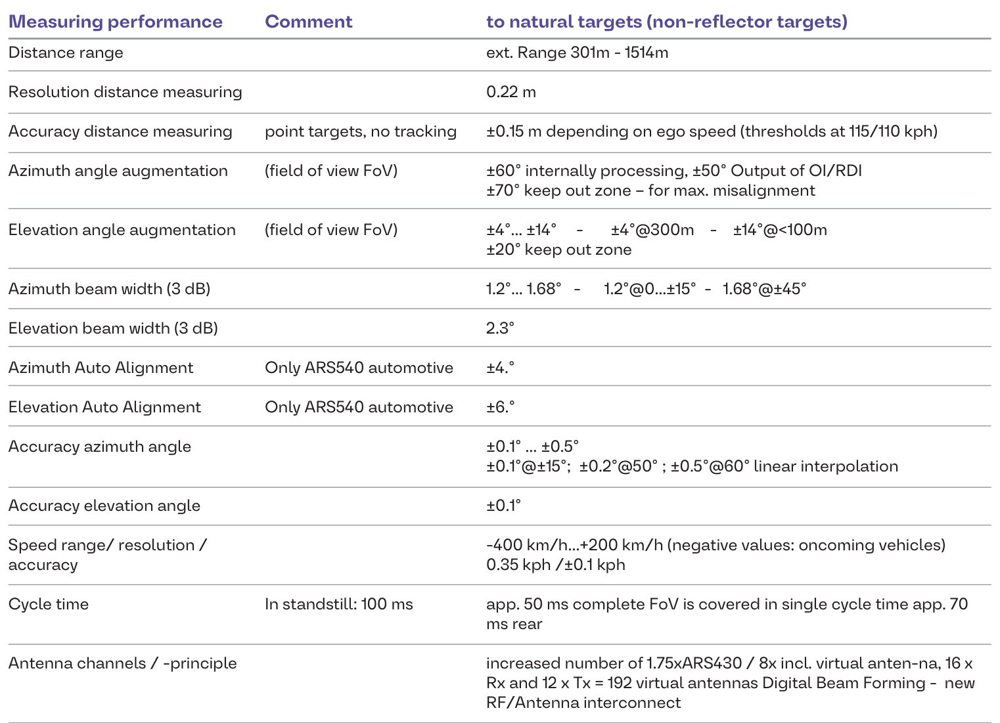 Measuring performance Comment to natural targets (non-reflector targets)
Distance range ext. Range 301m - 1514m
Resolution distance measuring 0.22 m
Accuracy distance measuring point targets, no tracking ±0.15 m depending on ego speed (thresholds at 115/110 kph)
Azimuth angle augmentation (field of view FoV) ±60° internally processing, ±50° Output of OI/RDI
±70° keep out zone – for max. misalignment
Elevation angle augmentation (field of view FoV) ±4°... ±14° - ±4°@300m - ±14°@<100m
±20° keep out zone
Azimuth beam width (3 dB) 1.2°... 1.68° - 1.2°@0...±15° - 1.68°@±45°
Elevation beam width (3 dB) 2.3°
Azimuth Auto Alignment Only ARS540 automotive ±4.°
Elevation Auto Alignment Only ARS540 automotive ±6.°
Accuracy azimuth angle ±0.1° ... ±0.5°
±0.1°@±15°; ±0.2°@50° ; ±0.5°@60° linear interpolation
Accuracy elevation angle ±0.1°
Speed range/ resolution / -400 km/h...+200 km/h (negative values: oncoming vehicles)
accuracy 0.35 kph /±0.1 kph
Cycle time In standstill: 100 ms app. 50 ms complete FoV is covered in single cycle time app. 70
ms rear
Antenna channels / -principle increased number of 1.75xARS430 / 8x incl. virtual anten-na, 16 x
Rx and 12 x Tx = 192 virtual antennas Digital Beam Forming - new
RF/Antenna interconnect